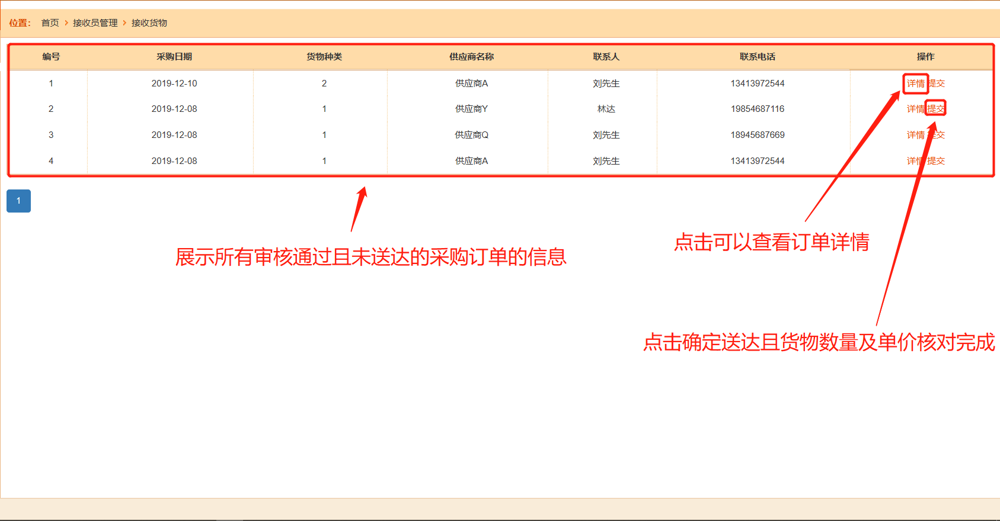 位置： 首页 > 接收员管理 > 接收货物
编号 采购日期 货物种类 供应商名称 联系人 联系电话 操作
1 2019-12-10 2 供应商A 刘先生 13413972544 详情 提交
2 2019-12-08 1 供应商Y 林达 19854687116 详情 提交
3 2019-12-08 1 供应商Q 刘先生 18945687669 详情 提交
4 2019-12-08 1 供应商A 刘先生 13413972544 详情 提交
1
点击可以查看订单详情
展示所有审核通过且未送达的采购订单的信息
点击确定送达且货物数量及单价核对完成